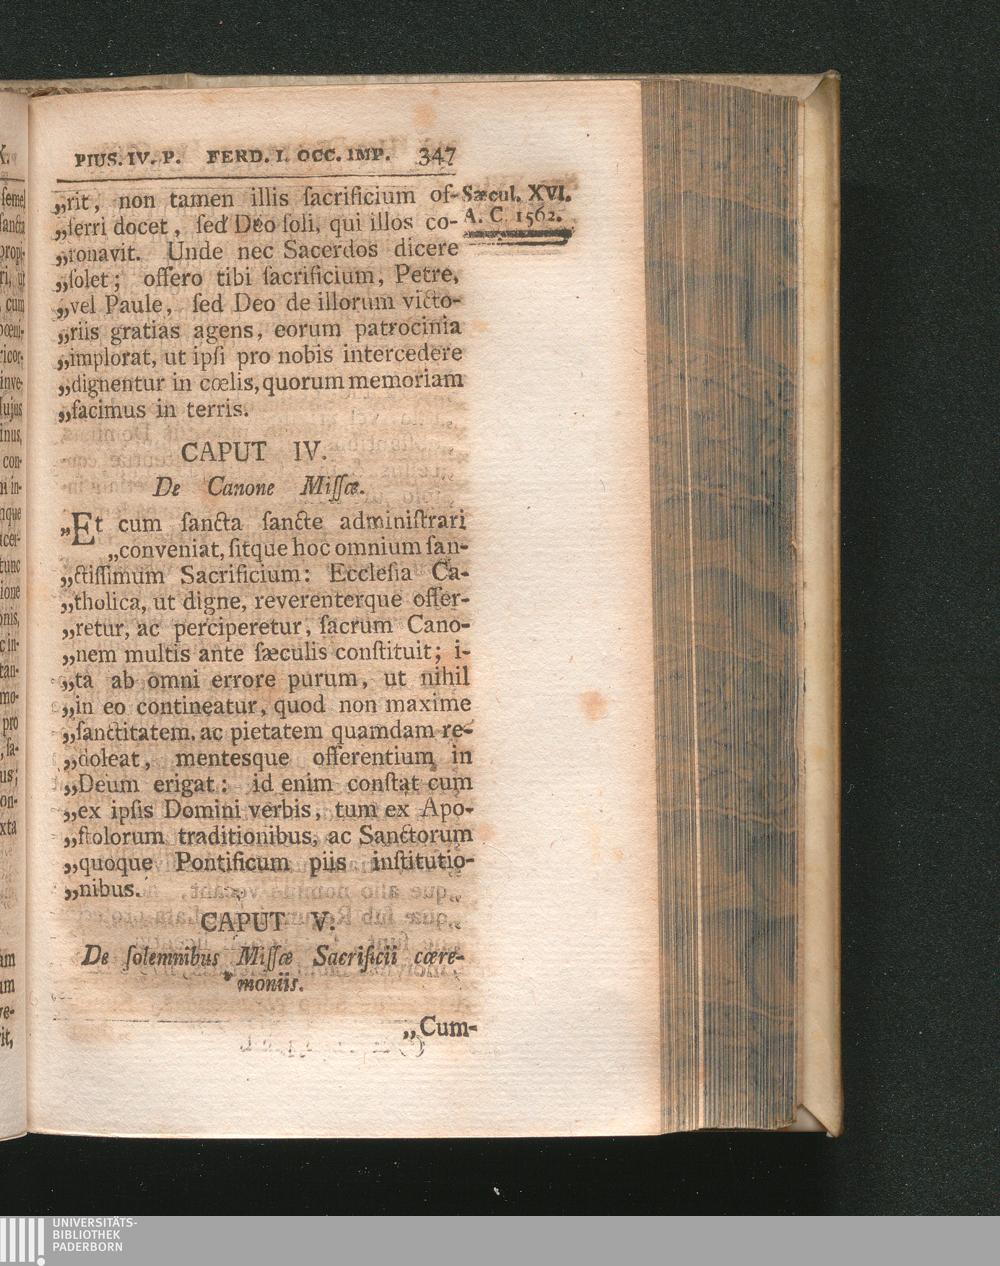 PIUS. IV. P. FERD. I. OCC. IMP. 347
Sæcul. XVI.
A. C. 1562.
„rit, non tamen illis ſacrificium of-
„ferri docet, ſed Deo ſoli, qui illos co-
„ronavit. Unde nec Sacerdos dicere
„ſolet; offero tibi ſacrificium, Petre,
„vel Paule, ſed Deo de illorum victo-
„riis gratias agens, eorum patrocinia
„implorat, ut ipſi pro nobis intercedere
„dignentur in cœlis, quorum memoriam
„facimus in terris.
CAPUT IV.
De Canone Miſſæ.
„Et cum ſancta ſancte adminiſtrari
„conveniat, ſitque hoc omnium ſan-
„ctiſſimum Sacrificium: Eccleſia Ca-
„tholica, ut digne, reverenterque offer-
„retur, ac perciperetur, ſacrum Cano-
„nem multis ante ſæculis conſtituit; i-
„ta ab omni errore purum, ut nihil
„in eo contineatur, quod non maxime
„ſanctitatem, ac pietatem quamdam re-
„doleat, mentesque offerentium in
„Deum erigat: id enim conſtat cum
„ex ipſis Domini verbis, tum ex Apo-
„ſtolorum traditionibus, ac Sanctorum
„quoque Pontificum piis inſtitutio-
„nibus.
CAPUT V.
De ſolemnibus Miſſæ Sacrificii cære-
moniis.
„Cum-
UNIVERSITÄTS-
BIBLIOTHEK
PADERBORN